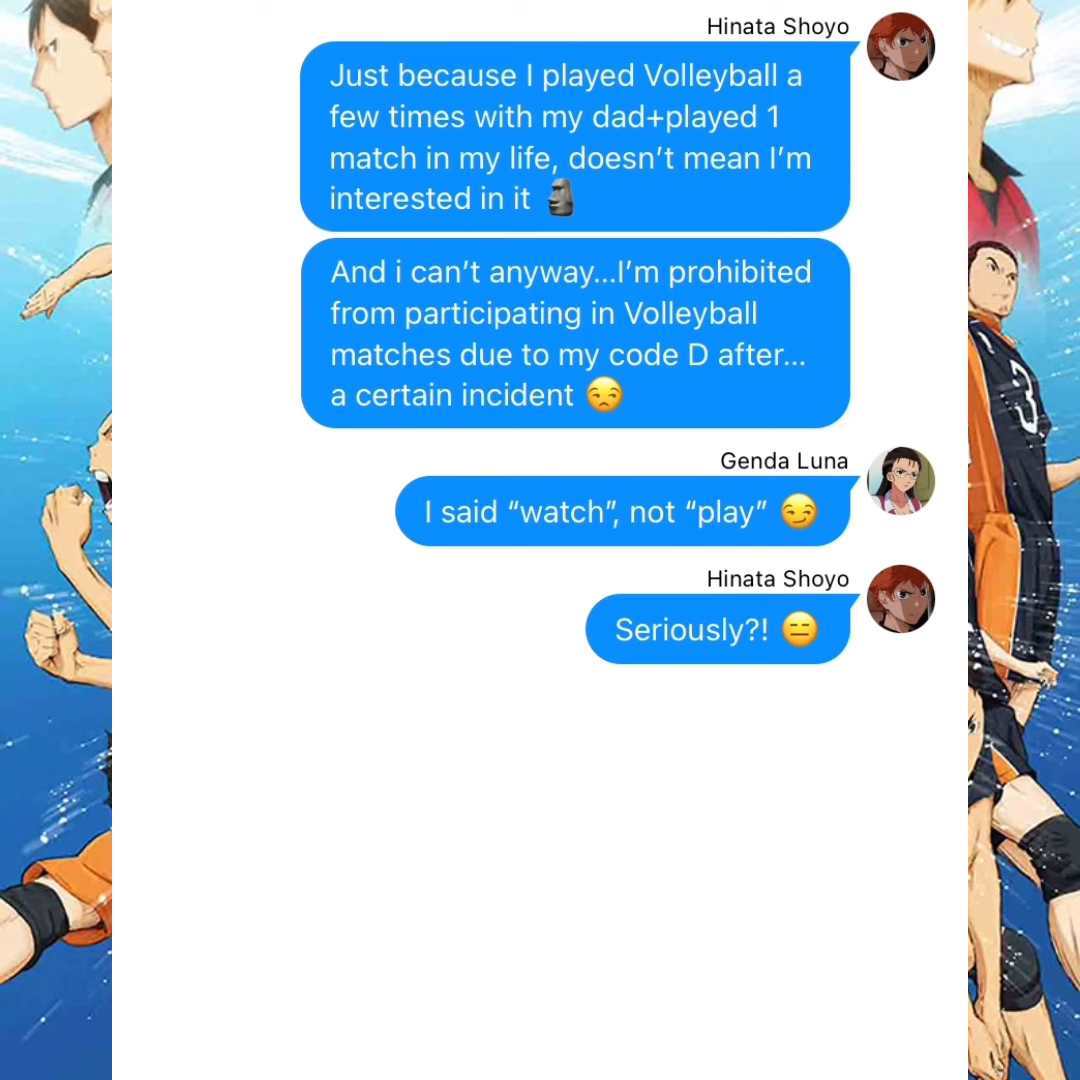 Hinata Shoyo
Just because I played Volleyball a
few times with my dad+played 1
match in my life, doesn’t mean I’m
interested in it 🗿
And i can’t anyway...I’m prohibited
from participating in Volleyball
matches due to my code D after...
a certain incident 😒
Genda Luna
I said “watch”, not “play” 😏
Hinata Shoyo
Seriously?! 😑
3